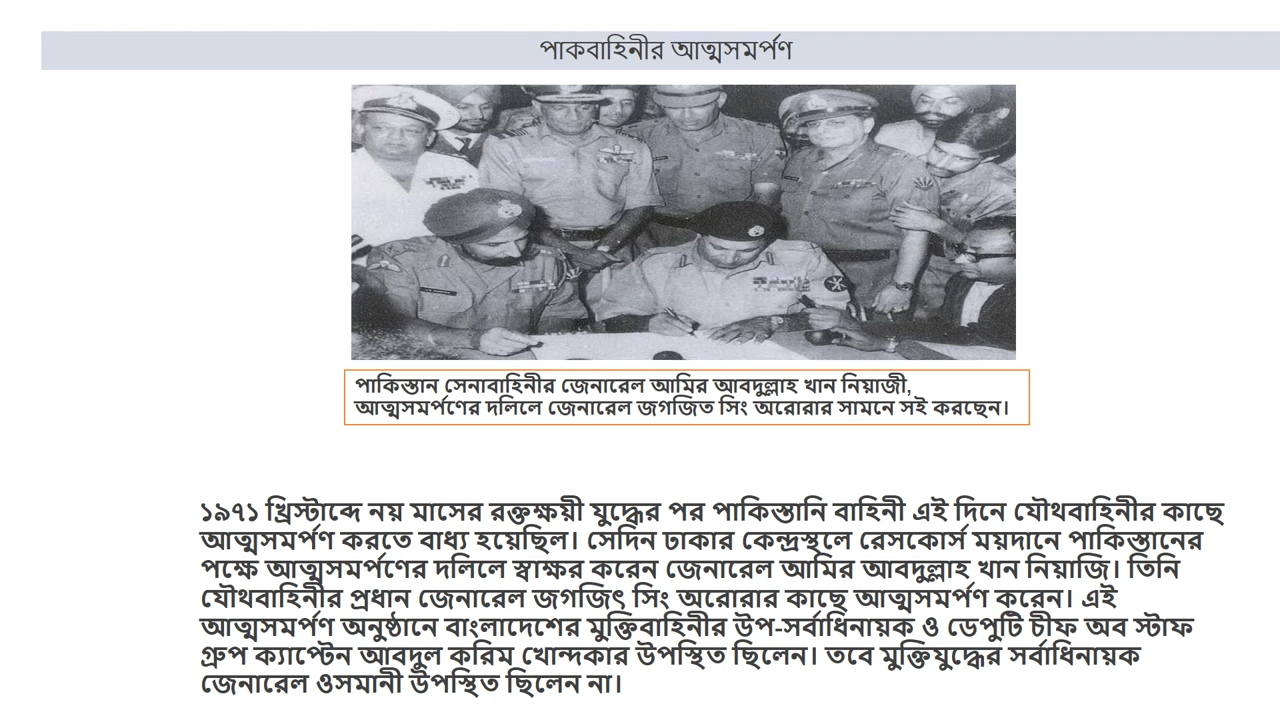 পাকবাহিনীর আত্মসমর্পণ
পাকিস্তান সেনাবাহিনীর জেনারেল আমির আবদুল্লাহ খান নিয়াজী,
আত্মসমর্পণের দলিলে জেনারেল জগজিত সিং অরোরার সামনে সই করছেন।
১৯৭১ খ্রিস্টাব্দে নয় মাসের রক্তক্ষয়ী যুদ্ধের পর পাকিস্তানি বাহিনী এই দিনে যৌথবাহিনীর কাছে
আত্মসমর্পণ করতে বাধ্য হয়েছিল। সেদিন ঢাকার কেন্দ্রস্থলে রেসকোর্স ময়দানে পাকিস্তানের
পক্ষে আত্মসমর্পণের দলিলে স্বাক্ষর করেন জেনারেল আমির আবদুল্লাহ খান নিয়াজি। তিনি
যৌথবাহিনীর প্রধান জেনারেল জগজিৎ সিং অরোরার কাছে আত্মসমর্পণ করেন। এই
আত্মসমর্পণ অনুষ্ঠানে বাংলাদেশের মুক্তিবাহিনীর উপ-সর্বাধিনায়ক ও ডেপুটি চীফ অব স্টাফ
গ্রুপ ক্যাপ্টেন আবদুল করিম খোন্দকার উপস্থিত ছিলেন। তবে মুক্তিযুদ্ধের সর্বাধিনায়ক
জেনারেল ওসমানী উপস্থিত ছিলেন না।